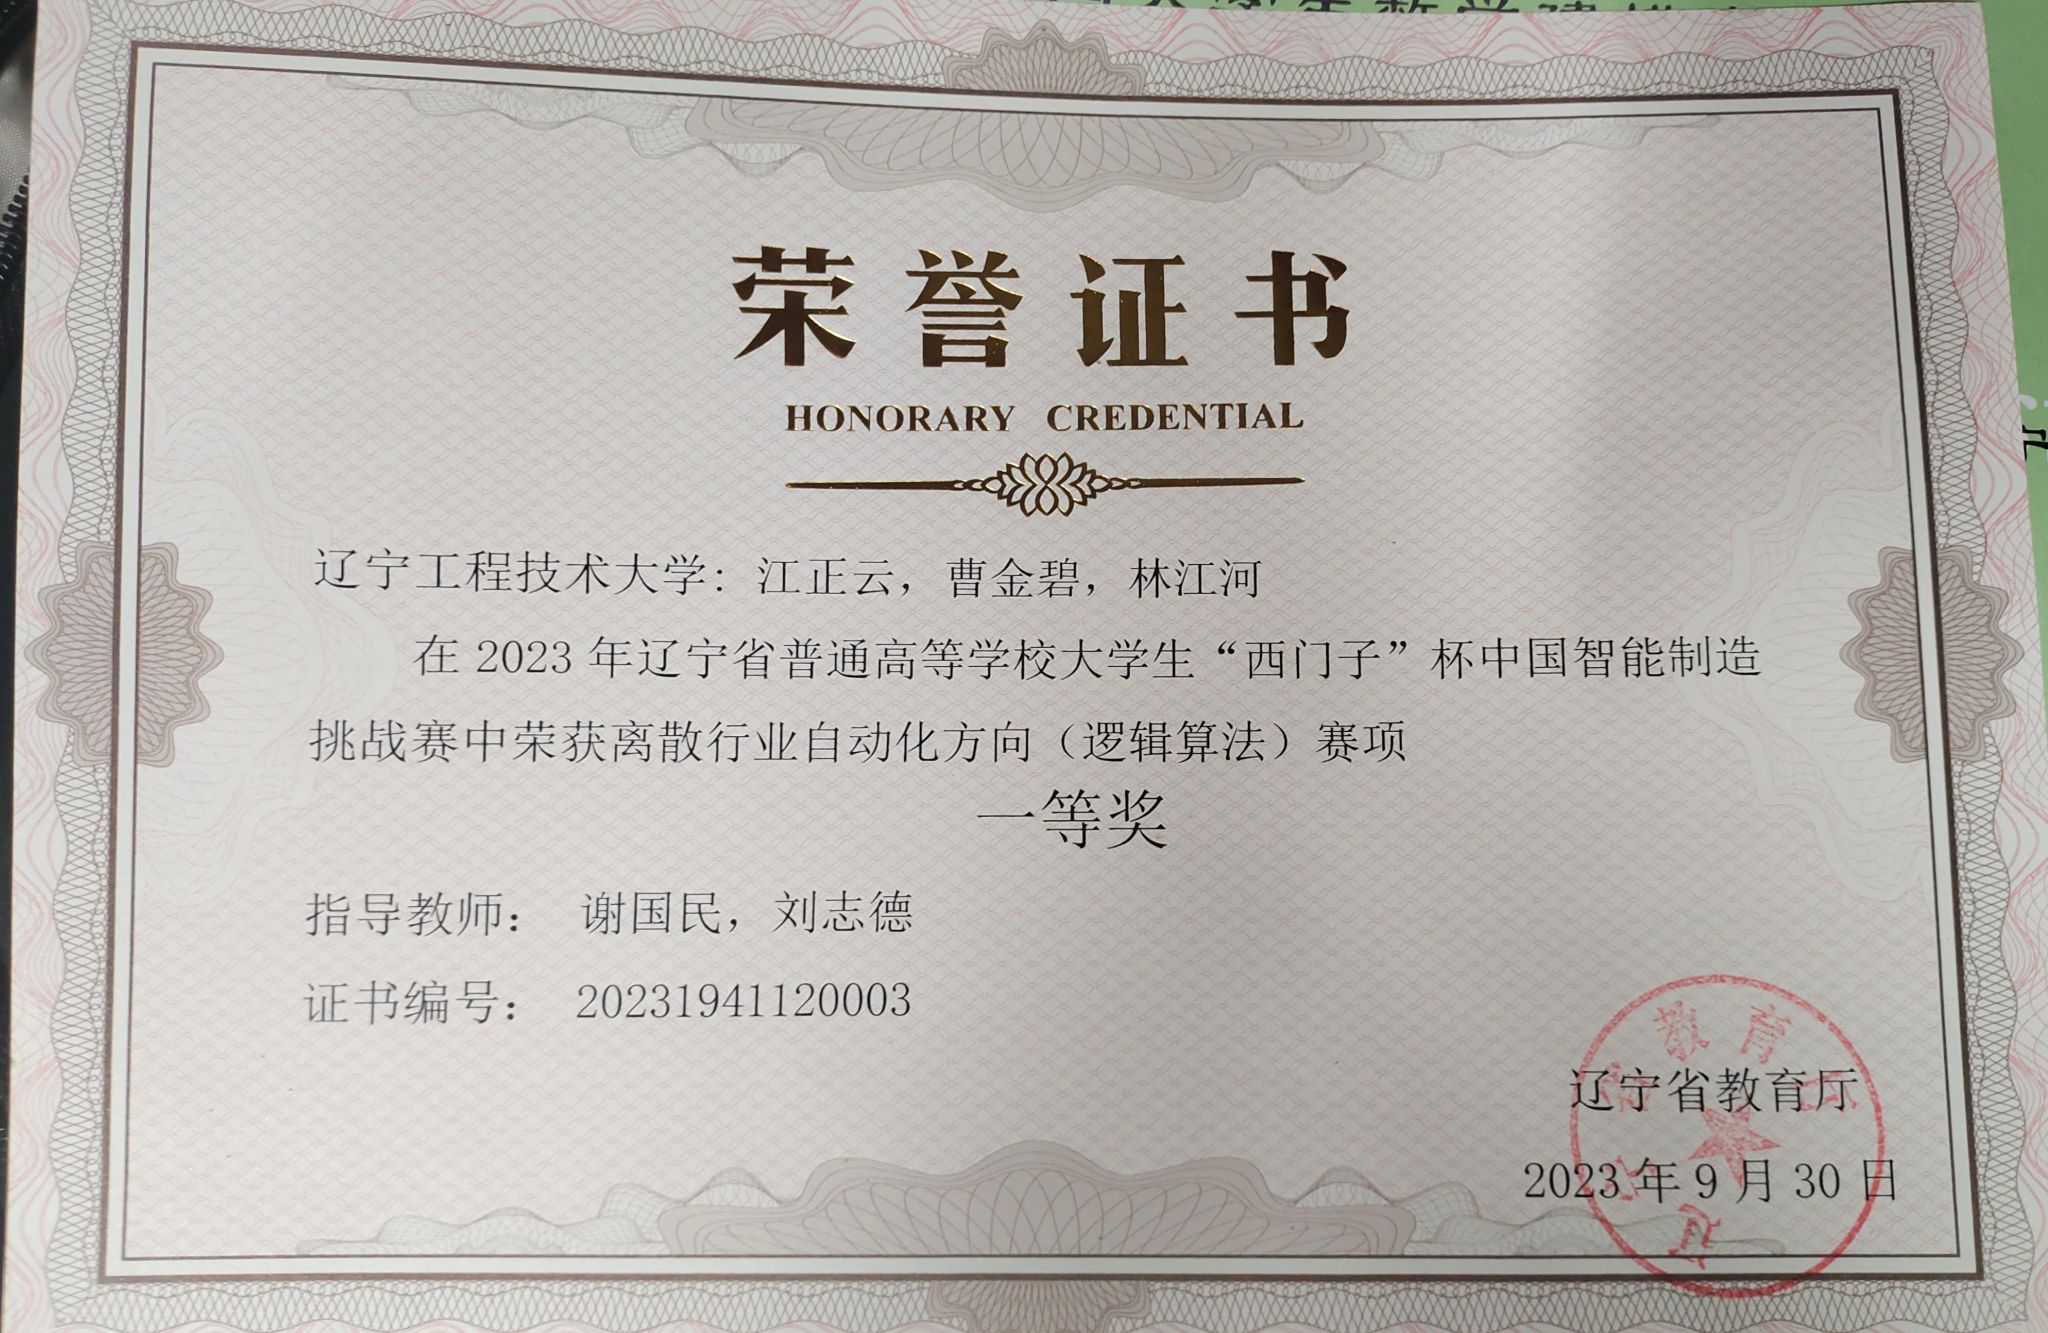 荣誉证书
HONORARY CREDENTIAL
辽宁工程技术大学：江正云，曹金碧，林江河
在 2023 年辽宁省普通高等学校大学生“西门子”杯中国智能制造
挑战赛中荣获离散行业自动化方向（逻辑算法）赛项
一等奖
指导教师： 谢国民，刘志德
证书编号： 20231941120003
教育
辽宁省教育厅
2023 年 9 月 30 日